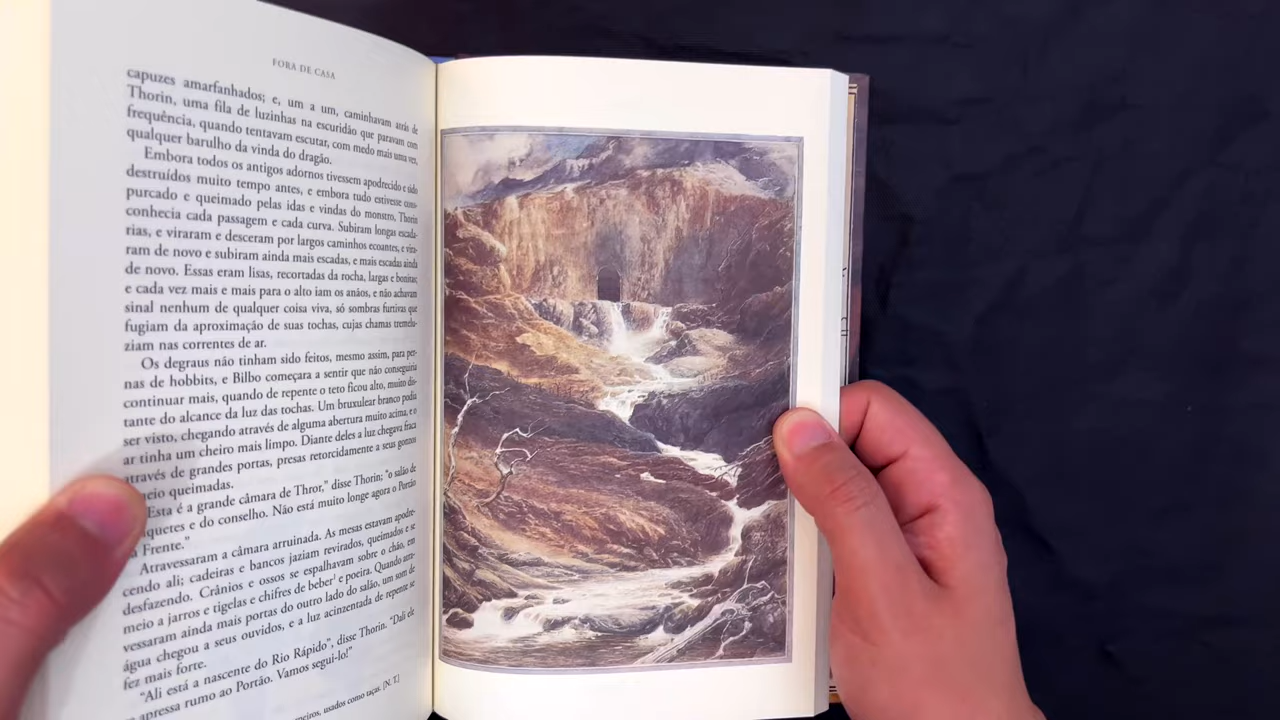 FORA DE CASA
capuzes amarfanhados; e, um a um, caminhavam atrás de
Thorin, uma fila de luzinhas na escuridão que paravam com
frequência, quando tentavam escutar, com medo mais uma vez,
qualquer barulho da vinda do dragão.
Embora todos os antigos adornos tivessem apodrecido e sido
destruídos muito tempo antes, e embora tudo estivesse cons-
purcado e queimado pelas idas e vindas do monstro, Thorin
conhecia cada passagem e cada curva. Subiram longas escada-
rias, e viraram e desceram por largos caminhos ecoantes, e vira-
ram de novo e subiram ainda mais escadas, e mais escadas ainda
de novo. Essas eram lisas, recortadas da rocha, largas e bonitas;
e cada vez mais e mais para o alto iam os anãos, e não achavam
sinal nenhum de qualquer coisa viva, só sombras furtivas que
fugiam da aproximação de suas tochas, cujas chamas tremelu-
ziam nas correntes de ar.
Os degraus não tinham sido feitos, mesmo assim, para per-
nas de hobbits, e Bilbo começara a sentir que não conseguiria
continuar mais, quando de repente o teto ficou alto, muito dis-
tante do alcance da luz das tochas. Um bruxulear branco podia
ser visto, chegando através de alguma abertura muito acima, e o
ar tinha um cheiro mais limpo. Diante deles a luz chegava fraca
através de grandes portas, presas retorcidamente a seus gonzos
meio queimadas.
"Esta é a grande câmara de Thror," disse Thorin; "o salão de
quetes e do conselho. Não está muito longe agora o Portão
a Frente."
Atravessaram a câmara arruinada. As mesas estavam apodre-
cendo ali; cadeiras e bancos jaziam revirados, queimados e se
desfazendo. Crânios e ossos se espalhavam sobre o chão, em
meio a jarros e tigelas e chifres de beber¹ e poeira. Quando atra-
vessaram ainda mais portas do outro lado do salão, um som de
água chegou a seus ouvidos, e a luz acinzentada de repente se
fez mais forte.
"Ali está a nascente do Rio Rápido", disse Thorin. "Dali ele
apressa rumo ao Portão. Vamos segui-lo!"
usados como taças. [N. T.]